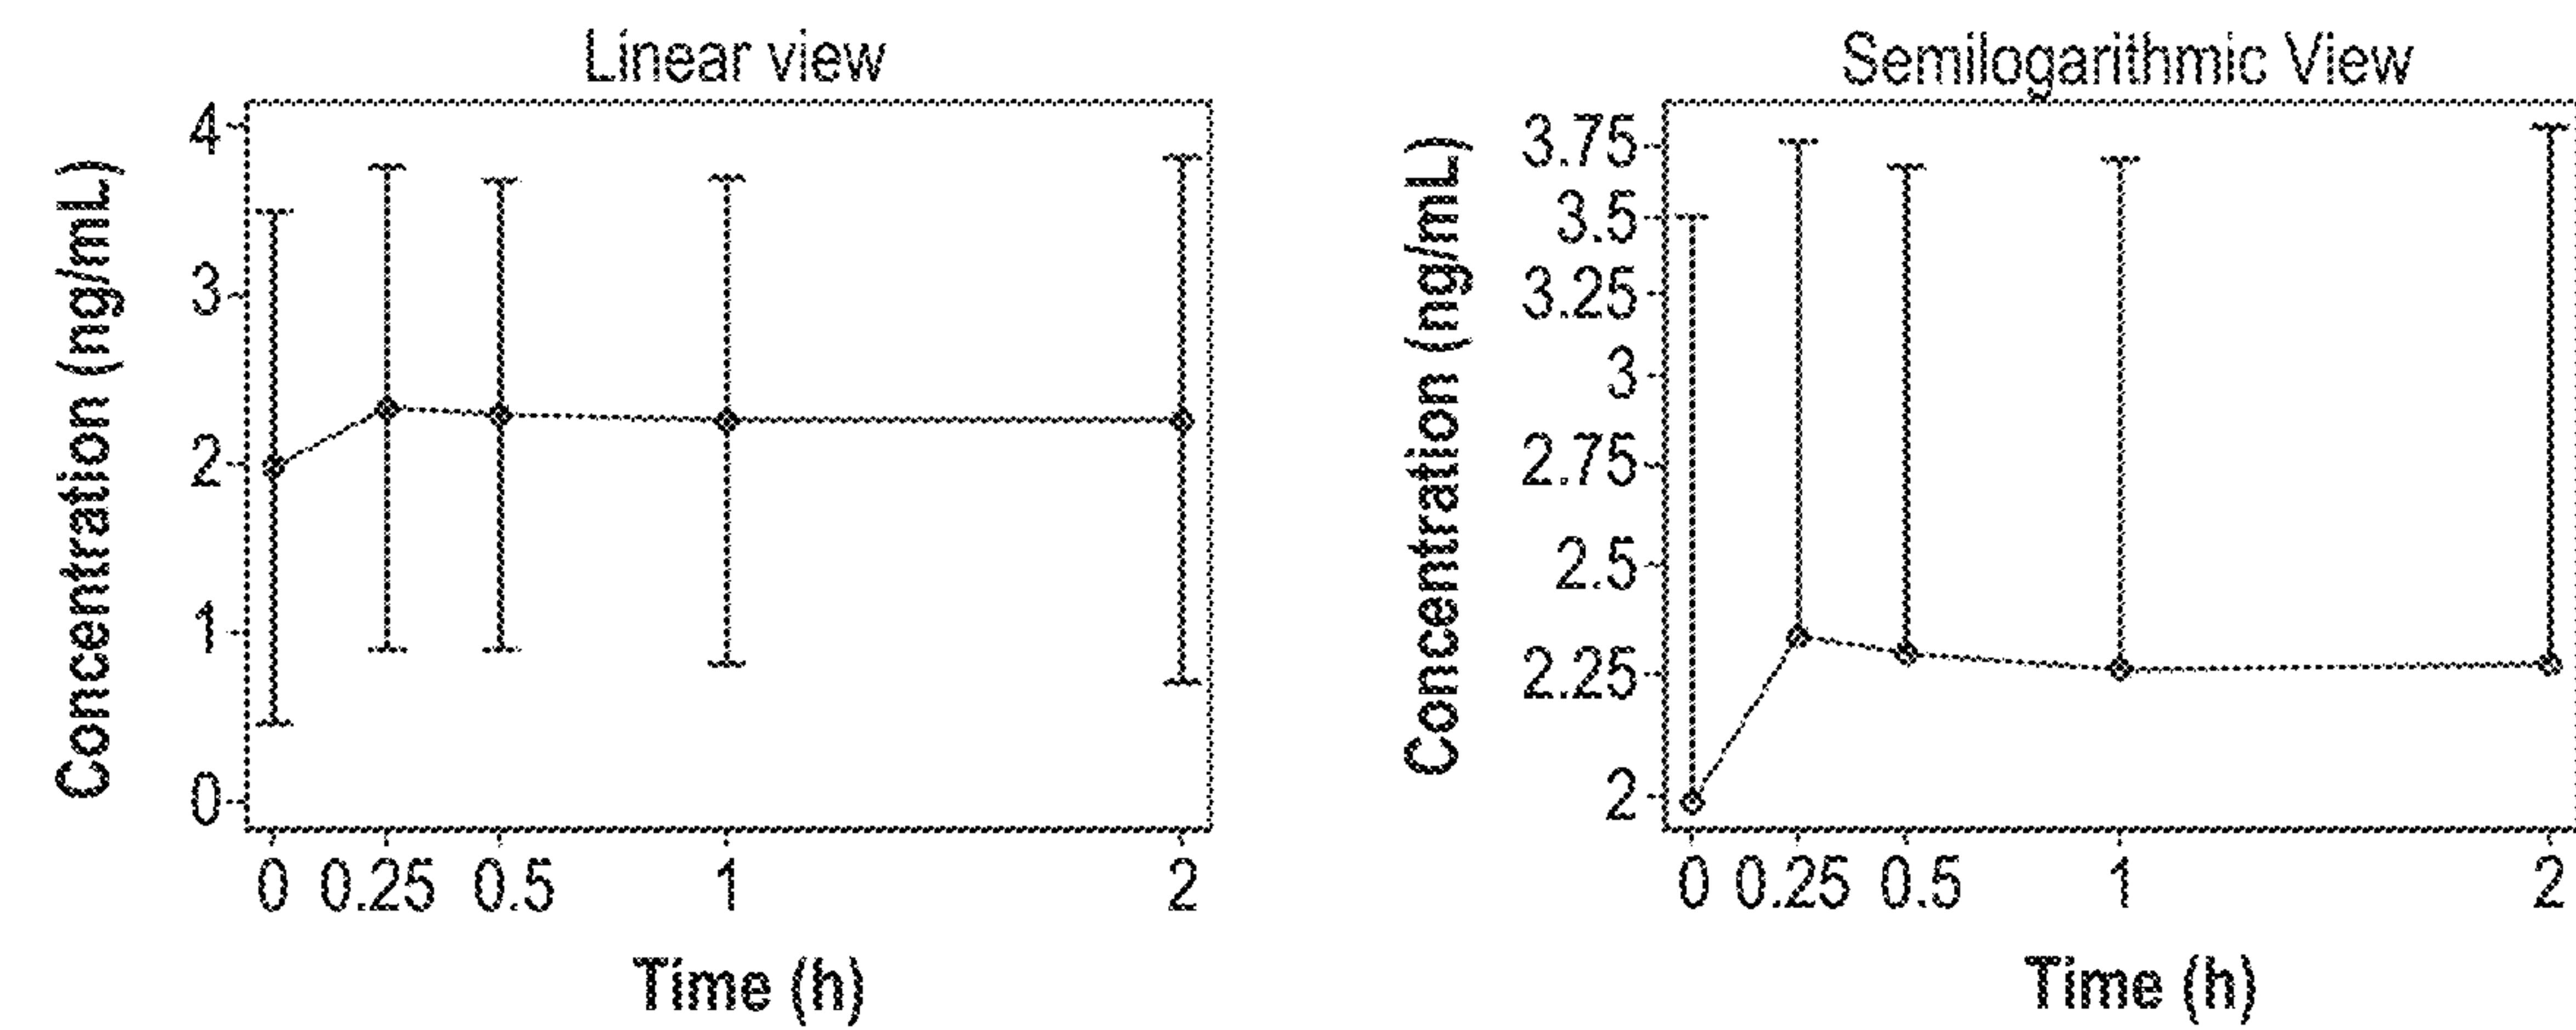 Linear view
Concentration (ng/mL)
4
3
2
1
0
0 0.25 0.5 1 2
Time (h)
Semilogarithmic View
Concentration (ng/mL)
3.75
3.5
3.25
3
2.75
2.5
2.25
2
0 0.25 0.5 1 2
Time (h)